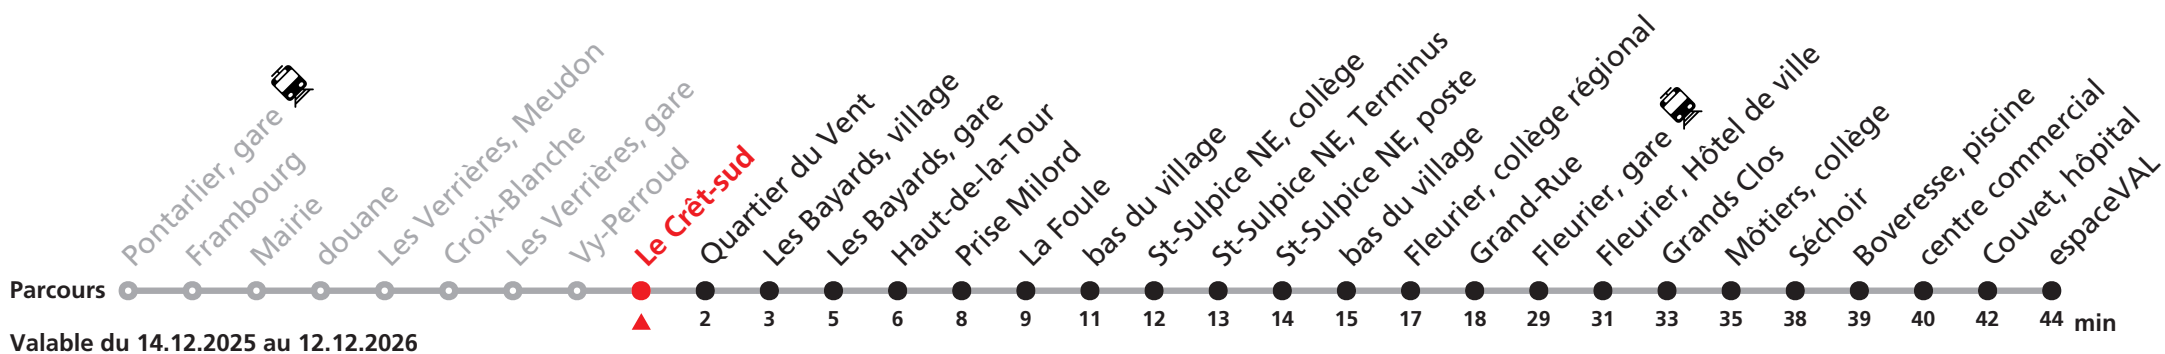 Pontarlier, gare
Frambourg
Mairie
douane
Les Verrières, Meudon
Croix-Blanche
Les Verrières, gare
Vy-Perroud
Le Crêt-sud
Quartier du Vent
Les Bayards, village
Les Bayards, gare
Haut-de-la-Tour
Prise Milord
La Foule
bas du village
St-Sulpice NE, collège
St-Sulpice NE, Terminus
St-Sulpice NE, poste
bas du village
Fleurier, collège régional
Grand-Rue
Fleurier, gare
Fleurier, Hôtel de ville
Grands Clos
Môtiers, collège
Séchoir
Boveresse, piscine
centre commercial
Couvet, hôpital
espaceVAL
Parcours
2 3 5 6 8 9 11 12 13 14 15 17 18 29 31 33 35 38 39 40 42 44 min
Valable du 14.12.2025 au 12.12.2026